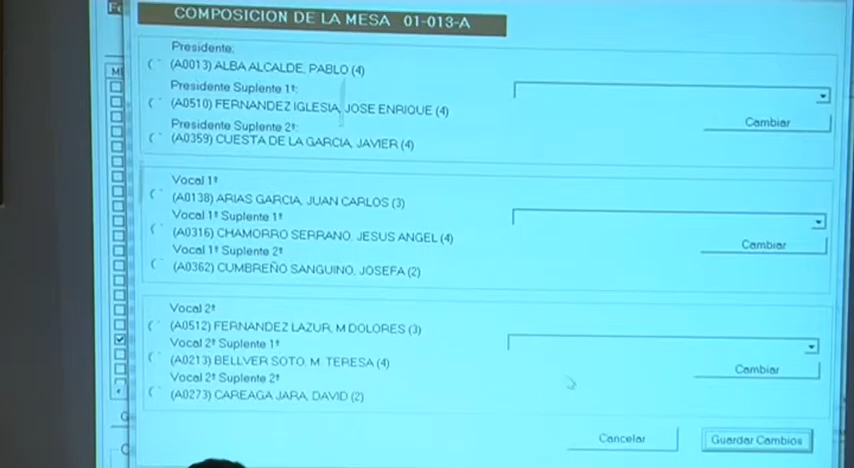 COMPOSICION DE LA MESA 01-013-A
Presidente:
(A0013) ALBA ALCALDE, PABLO (4)
Presidente Suplente 1º:
(A0510) FERNANDEZ IGLESIA, JOSE ENRIQUE (4)
Cambiar
Presidente Suplente 2º:
(A0359) CUESTA DE LA GARCIA, JAVIER (4)
Vocal 1º
(A0138) ARIAS GARCIA, JUAN CARLOS (3)
Vocal 1º Suplente 1º
(A0316) CHAMORRO SERRANO, JESUS ANGEL (4)
Cambiar
Vocal 1º Suplente 2º
(A0362) CUMBREÑO SANGUINO, JOSEFA (2)
Vocal 2º
(A0512) FERNANDEZ LAZUR, M DOLORES (3)
Vocal 2º Suplente 1º
(A0213) BELLVER SOTO, M. TERESA (4)
Cambiar
Vocal 2º Suplente 2º
(A0273) CAREAGA JARA, DAVID (2)
Cancelar
Guardar Cambios